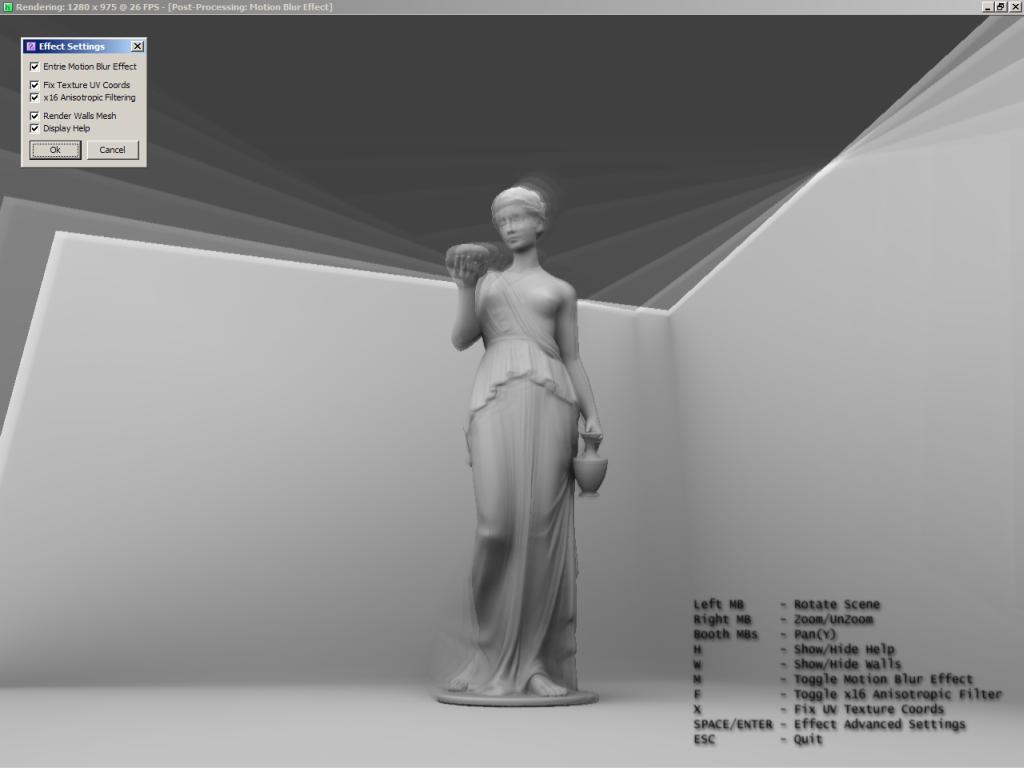 Rendering: 1280 x 975 @ 26 FPS - [Post-Processing: Motion Blur Effect]
Effect Settings
Entrie Motion Blur Effect
Fix Texture UV Coords
x16 Anisotropic Filtering
Render Walls Mesh
Display Help
Ok Cancel
Left MB - Rotate Scene
Right MB - Zoom/UnZoom
Booth MBs - Pan(Y)
H - Show/Hide Help
W - Show/Hide Walls
M - Toggle Motion Blur Effect
F - Toggle x16 Anisotropic Filter
X - Fix UV Texture Coords
SPACE/ENTER - Effect Advanced Settings
ESC - Quit